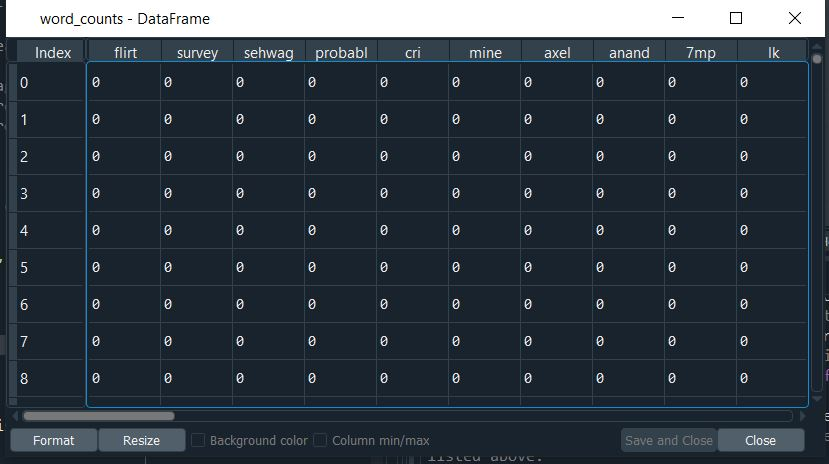 word_counts - DataFrame
Index flirt survey sehwag probabl cri mine axel anand 7mp lk
0 0 0 0 0 0 0 0 0 0 0
1 0 0 0 0 0 0 0 0 0 0
2 0 0 0 0 0 0 0 0 0 0
3 0 0 0 0 0 0 0 0 0 0
4 0 0 0 0 0 0 0 0 0 0
5 0 0 0 0 0 0 0 0 0 0
6 0 0 0 0 0 0 0 0 0 0
7 0 0 0 0 0 0 0 0 0 0
8 0 0 0 0 0 0 0 0 0 0
Format Resize Background color Column min/max Save and Close Close
listed above.